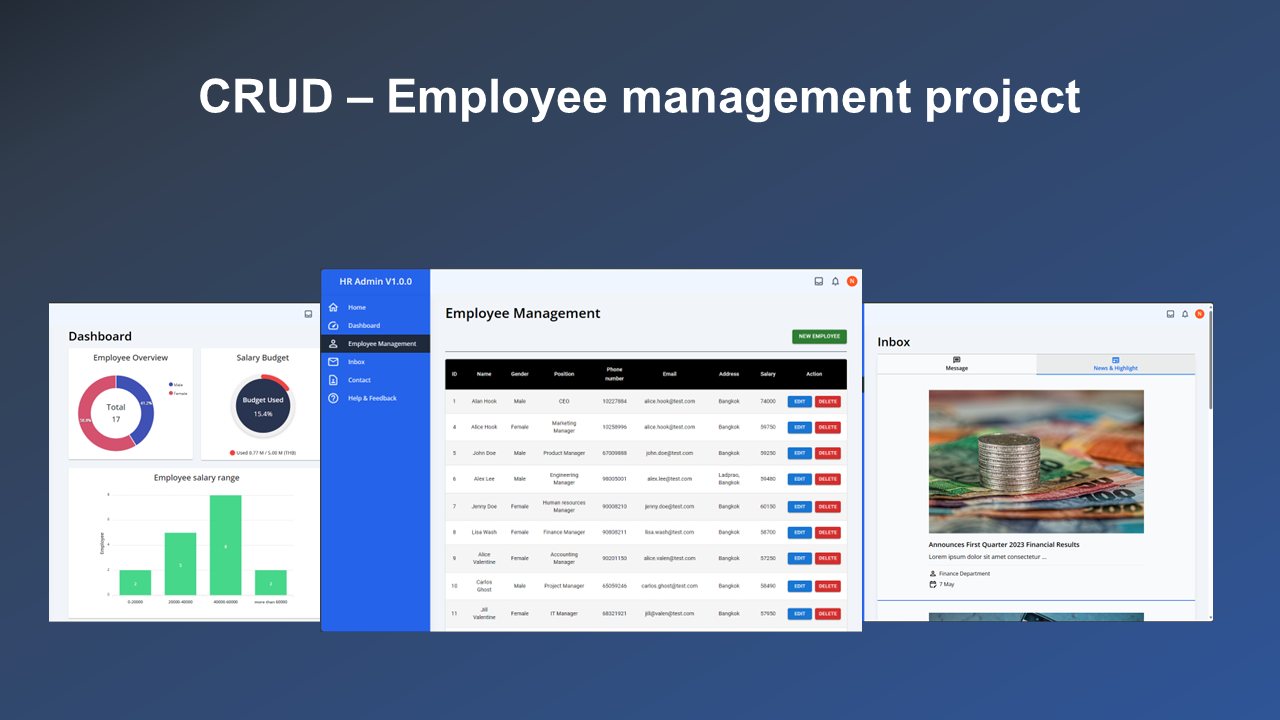 CRUD – Employee management project
Dashboard
Employee Overview
Total
17
41.2%
58.8%
Male
Female
Salary Budget
Budget Used
15.4%
Used 0.77 M / 5.00 M (THB)
Employee salary range
Employee
8
6
4
2
0
2
5
8
2
0-20000
20000-40000
40000-60000
more than 60000
HR Admin V1.0.0
Home
Dashboard
Employee Management
Inbox
Contact
Help & Feedback
N
Employee Management
NEW EMPLOYEE
ID Name Gender Position Phone number Email Address Salary Action
1 Alan Hook Male CEO 10227884 alice.hook@test.com Bangkok 74000 EDIT DELETE
4 Alice Hook Female Marketing Manager 10258996 alice.hook@test.com Bangkok 59750 EDIT DELETE
5 John Doe Male Product Manager 67009888 john.doe@test.com Bangkok 59250 EDIT DELETE
6 Alex Lee Male Engineering Manager 98005001 alex.lee@test.com Ladprao, Bangkok 59480 EDIT DELETE
7 Jenny Doe Female Human resources Manager 90008210 jenny.doe@test.com Bangkok 60150 EDIT DELETE
8 Lisa Wash Female Finance Manager 90808211 lisa.wash@test.com Bangkok 58700 EDIT DELETE
9 Alice Valentine Female Accounting Manager 90201150 alice.valen@test.com Bangkok 57250 EDIT DELETE
10 Carlos Ghost Male Project Manager 65059246 carlos.ghost@test.com Bangkok 56490 EDIT DELETE
11 Jill Valentine Female IT Manager 68321921 jill@valen@test.com Bangkok 57950 EDIT DELETE
N
Inbox
Message
News & Highlight
Announces First Quarter 2023 Financial Results
Lorem ipsum dolor sit amet consectetur ...
Finance Department
7 May